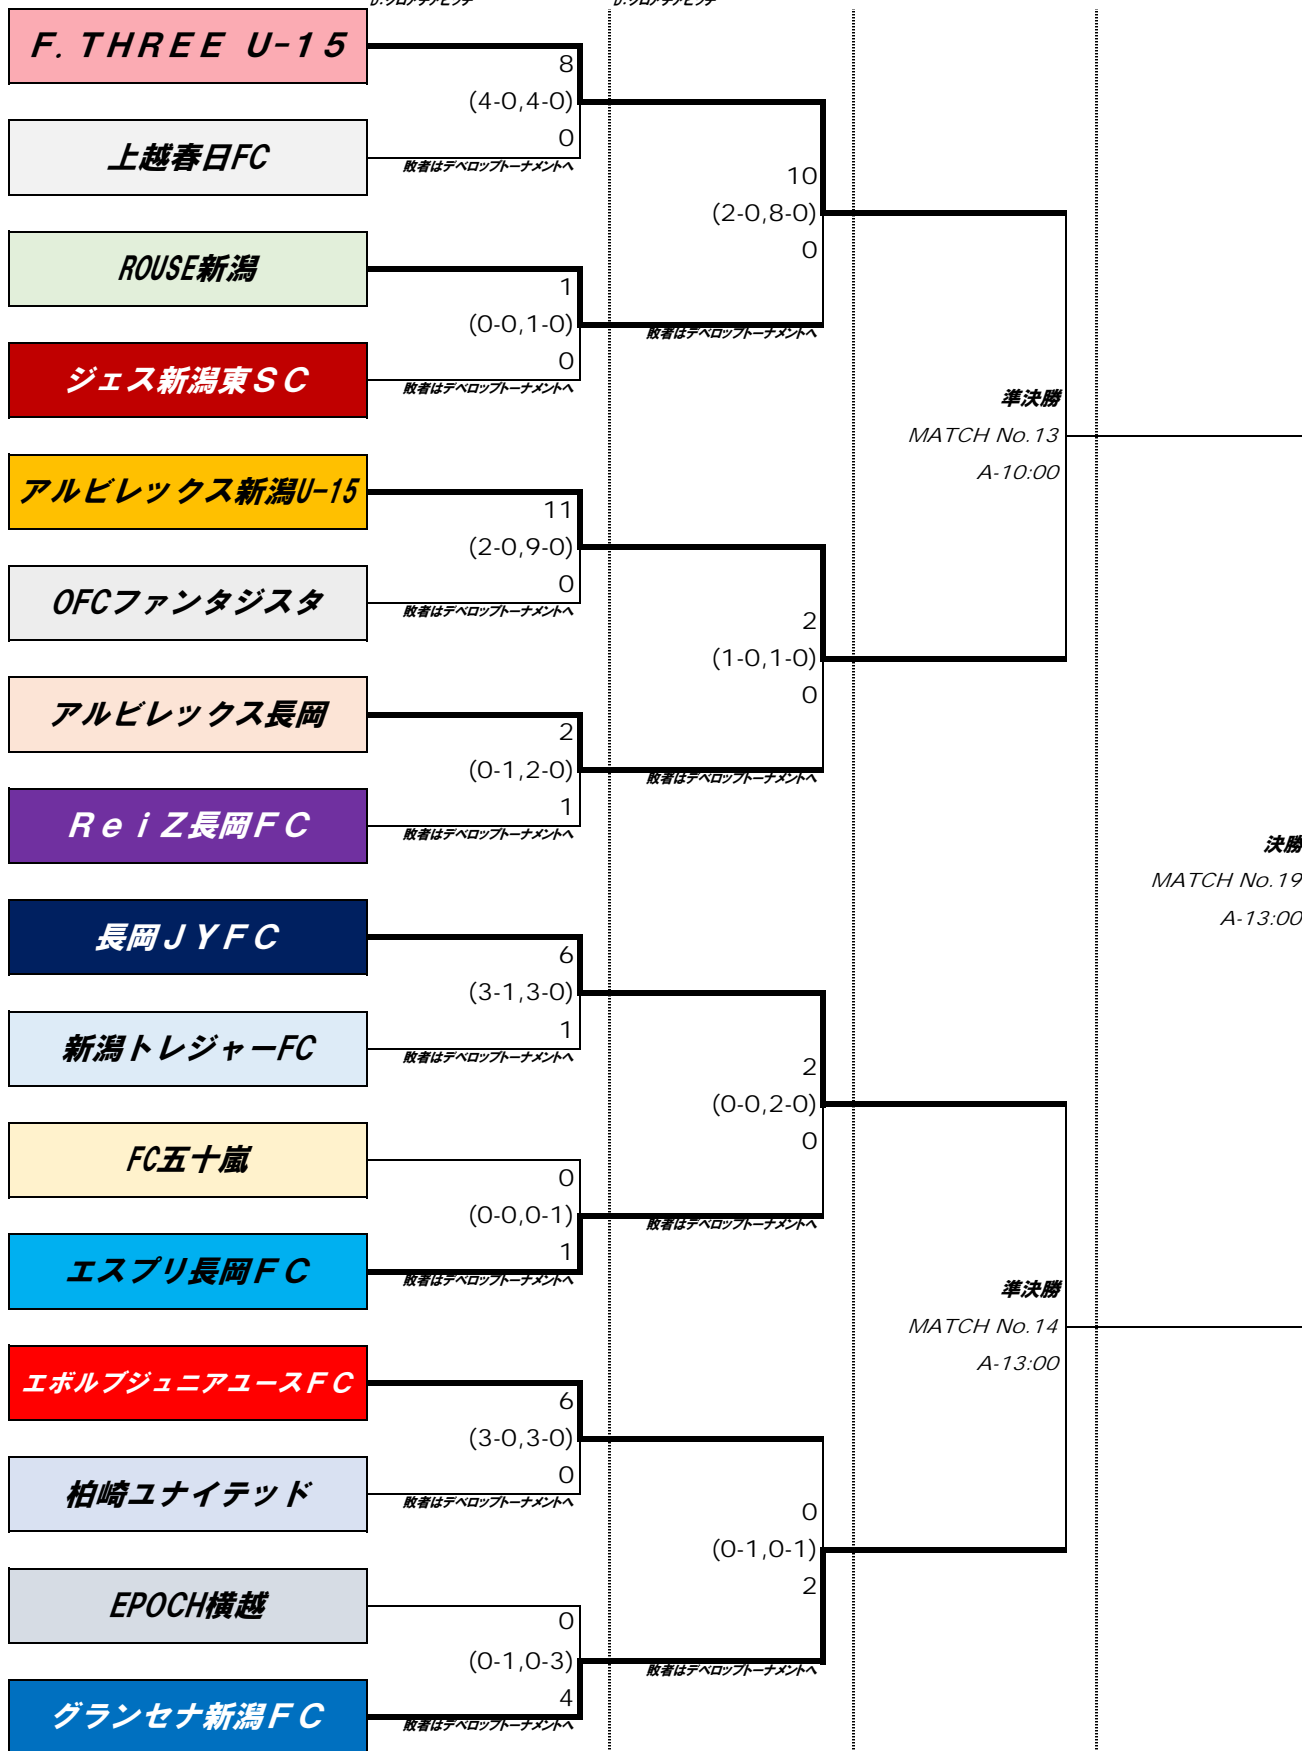 F. THREE U-15
8
(4-0,4-0)
0
上越春日FC
敗者はデベロップトーナメントへ
10
(2-0,8-0)
0
ROUSE新潟
1
(0-0,1-0)
0
敗者はデベロップトーナメントへ
ジェス新潟東SC
敗者はデベロップトーナメントへ
準決勝
MATCH No.13
A-10:00
アルビレックス新潟U-15
11
(2-0,9-0)
0
OFCファンタジスタ
敗者はデベロップトーナメントへ
2
(1-0,1-0)
0
アルビレックス長岡
2
(0-1,2-0)
1
敗者はデベロップトーナメントへ
ReiZ長岡FC
敗者はデベロップトーナメントへ
決勝
MATCH No.19
A-13:00
長岡JYFC
6
(3-1,3-0)
1
新潟トレジャーFC
敗者はデベロップトーナメントへ
2
(0-0,2-0)
0
FC五十嵐
0
(0-0,0-1)
1
敗者はデベロップトーナメントへ
エスプリ長岡FC
敗者はデベロップトーナメントへ
準決勝
MATCH No.14
A-13:00
エボルブジュニアユースFC
6
(3-0,3-0)
0
柏崎ユナイテッド
敗者はデベロップトーナメントへ
0
(0-1,0-1)
2
EPOCH横越
0
(0-1,0-3)
4
敗者はデベロップトーナメントへ
グランセナ新潟FC
敗者はデベロップトーナメントへ